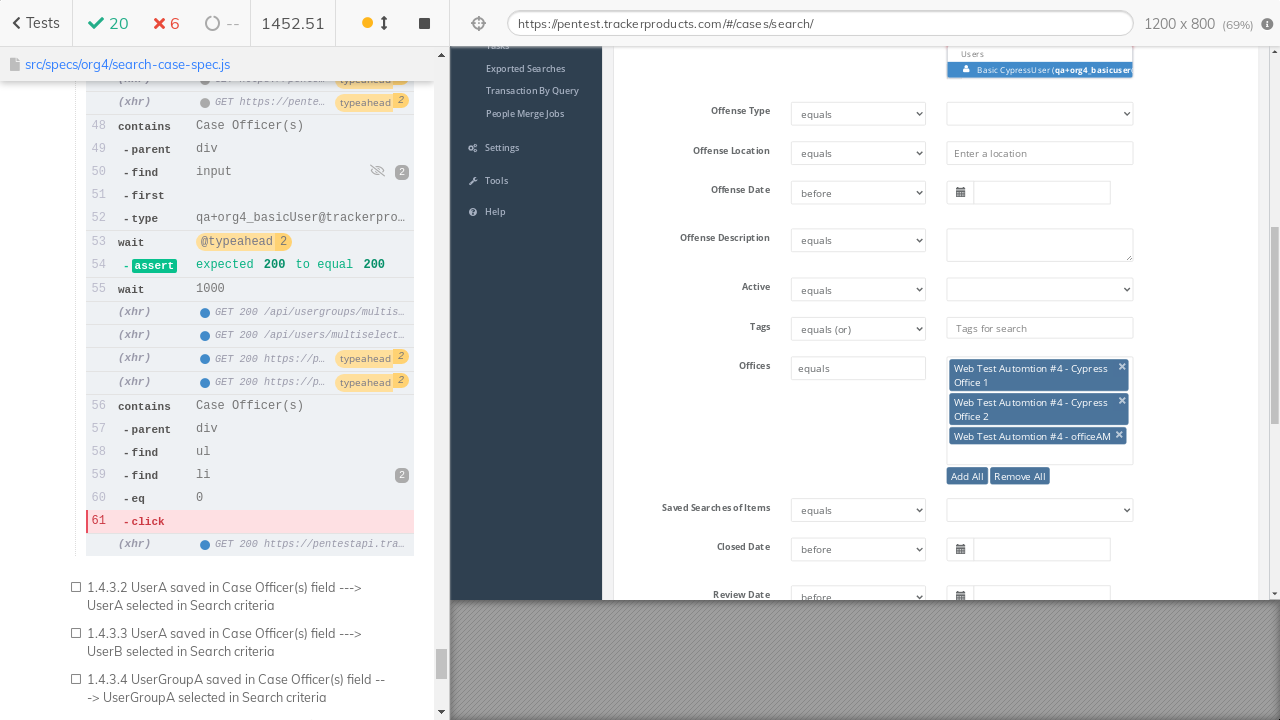 Tests
20
6
--
1452.51
https://pentest.trackerproducts.com/#/cases/search/
1200 x 800 (69%)
src/specs/org4/search-case-spec.js
(xhr) GET https://pente… typeahead 2
48 contains Case Officer(s)
49 -parent div
50 -find input 2
51 -first
52 -type qa+org4_basicUser@trackerpro…
53 wait @typeahead 2
54 -assert expected 200 to equal 200
55 wait 1000
(xhr) GET 200 /api/usergroups/multis…
(xhr) GET 200 /api/users/multiselect…
(xhr) GET 200 https://p… typeahead 2
(xhr) GET 200 https://p… typeahead 2
56 contains Case Officer(s)
57 -parent div
58 -find ul
59 -find li 2
60 -eq 0
61 -click
(xhr) GET 200 https://pentestapi.tra…
1.4.3.2 UserA saved in Case Officer(s) field --->
UserA selected in Search criteria
1.4.3.3 UserA saved in Case Officer(s) field --->
UserB selected in Search criteria
1.4.3.4 UserGroupA saved in Case Officer(s) field --
-> UserGroupA selected in Search criteria
Tasks
Exported Searches
Transaction By Query
People Merge Jobs
Settings
Tools
Help
Users
Basic CypressUser (qa+org4_basicuser
Offense Type equals
Offense Location equals Enter a location
Offense Date before
Offense Description equals
Active equals
Tags equals (or) Tags for search
Offices equals
Web Test Automtion #4 - Cypress
Office 1
Web Test Automtion #4 - Cypress
Office 2
Web Test Automtion #4 - officeAM
Add All Remove All
Saved Searches of Items equals
Closed Date before
Review Date before